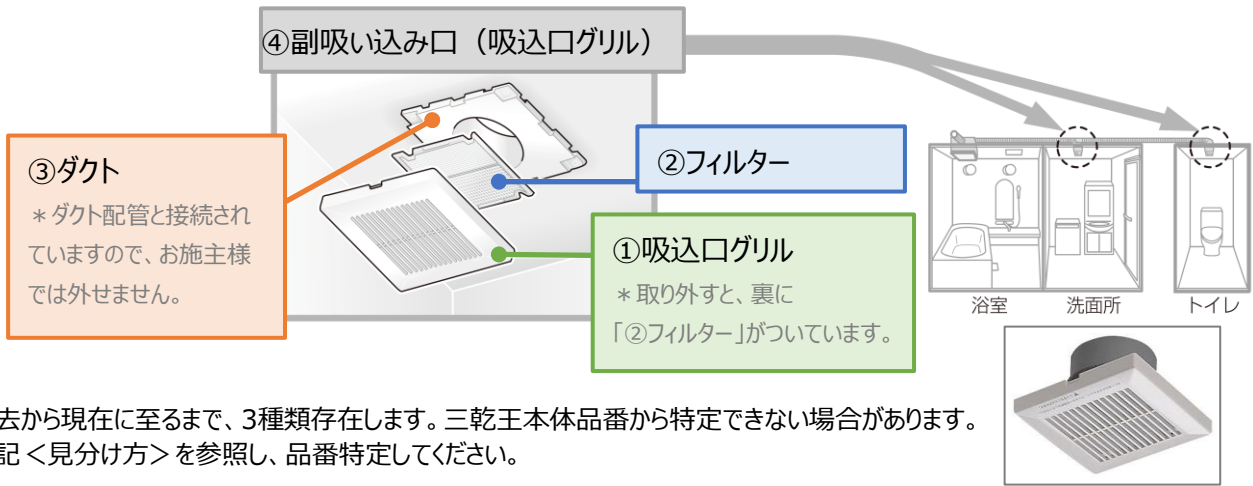 ④副吸い込み口（吸込口グリル）
③ダクト
＊ダクト配管と接続され
ていますので、お施主様
では外せません。
②フィルター
①吸込口グリル
＊取り外すと、裏に
「②フィルター」がついています。
浴室
洗面所
トイレ
去から現在に至るまで、3種類存在します。三乾王本体品番から特定できない場合があります。
記＜見分け方＞を参照し、品番特定してください。